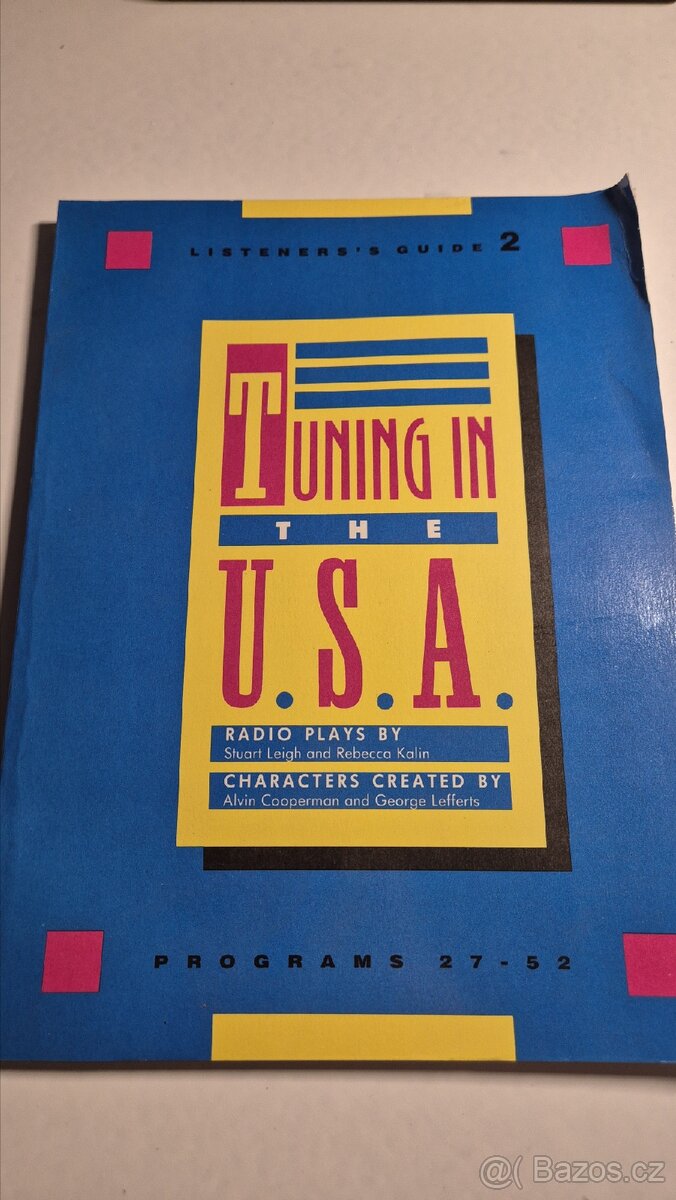 LISTENERS'S GUIDE 2
TUNING IN
THE
U.S.A.
RADIO PLAYS BY
Stuart Leigh and Rebecca Kalin
CHARACTERS CREATED BY
Alvin Cooperman and George Lefferts
PROGRAMS 27-52
@( Bazos.cz